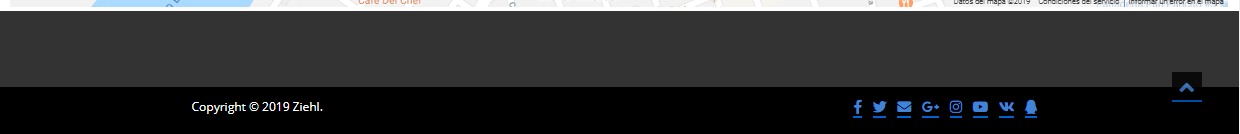 Café Del Chef
Datos del mapa ©2019 Condiciones del servicio Informar un error en el mapa
Copyright © 2019 Ziehl.